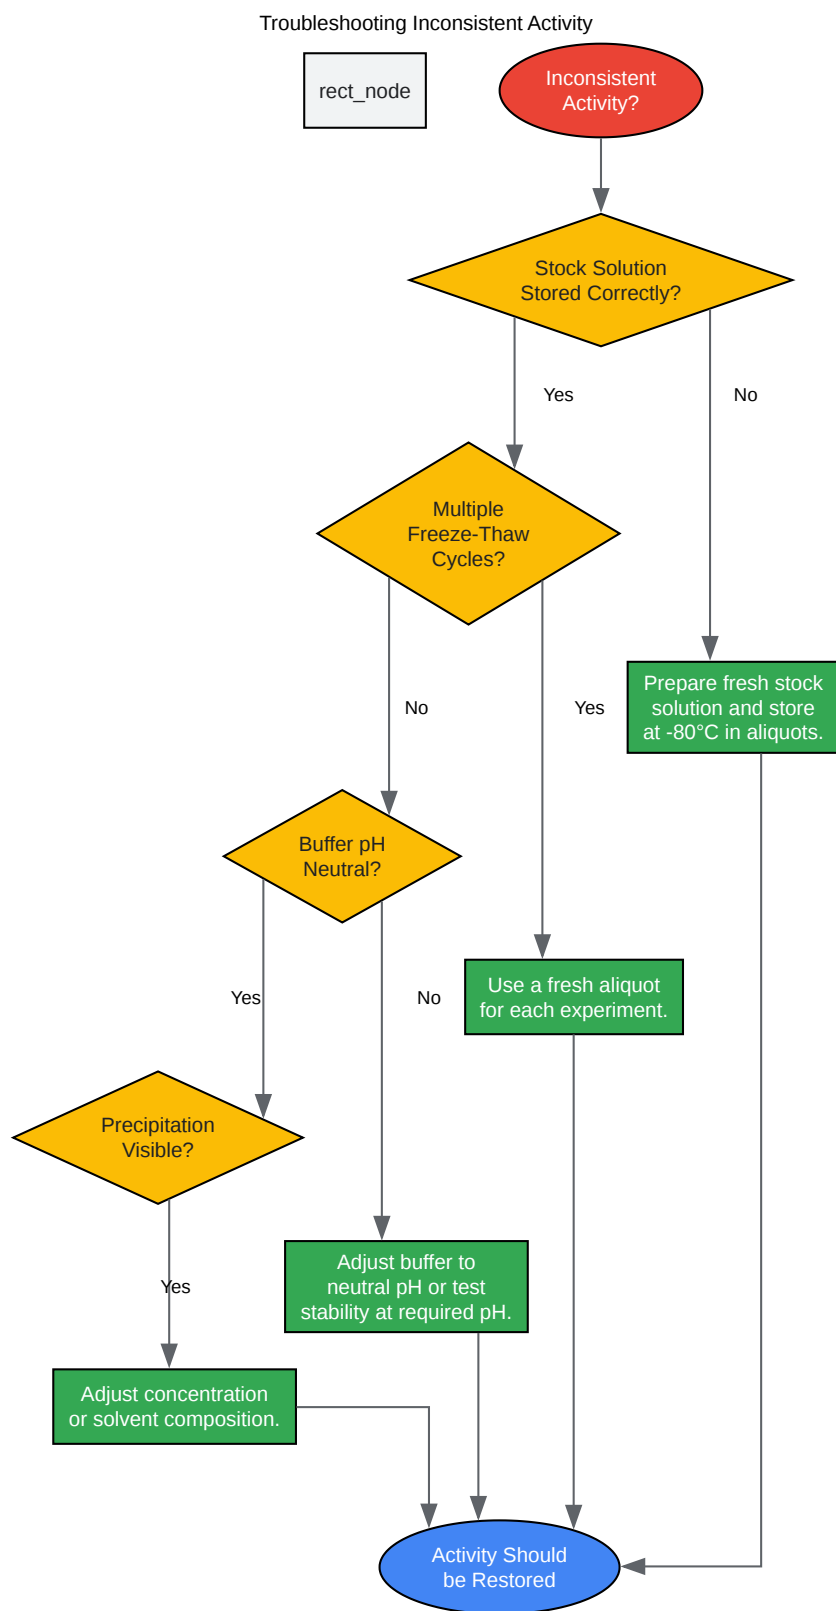 Troubleshooting Inconsistent Activity
rect_node
Inconsistent
Activity?
Stock Solution
Stored Correctly?
Yes
No
Multiple
Freeze-Thaw
Cycles?
No
Yes
Prepare fresh stock
solution and store
at -80°C in aliquots.
Buffer pH
Neutral?
Yes
No
Use a fresh aliquot
for each experiment.
Precipitation
Visible?
Yes
Adjust buffer to
neutral pH or test
stability at required pH.
Adjust concentration
or solvent composition.
Activity Should
be Restored